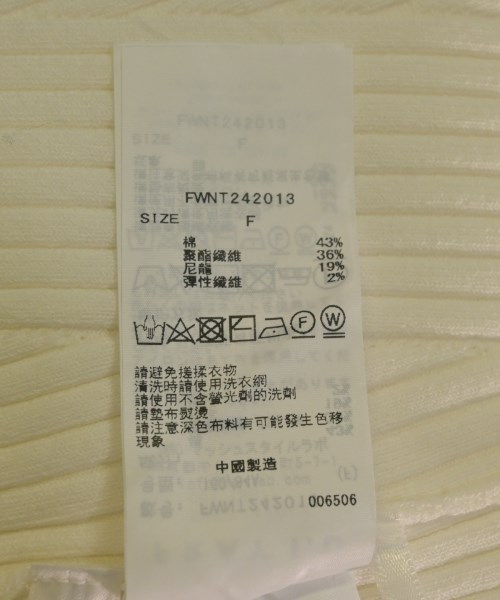 FWNT242013
SIZE F
棉 43%
聚酯纖維 36%
尼龍 19%
彈性纖維 2%
F W
請避免搓揉衣物
清洗時請使用洗衣網
請使用不含螢光劑的洗劑
請墊布熨燙
請注意深色布料有可能發生色移
現象
中國製造
006506